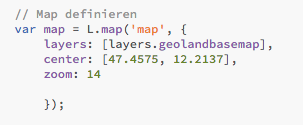 // Map definieren
var map = L.map('map', {
layers: [layers.geolandbasemap],
center: [47.4575, 12.2137],
zoom: 14
});